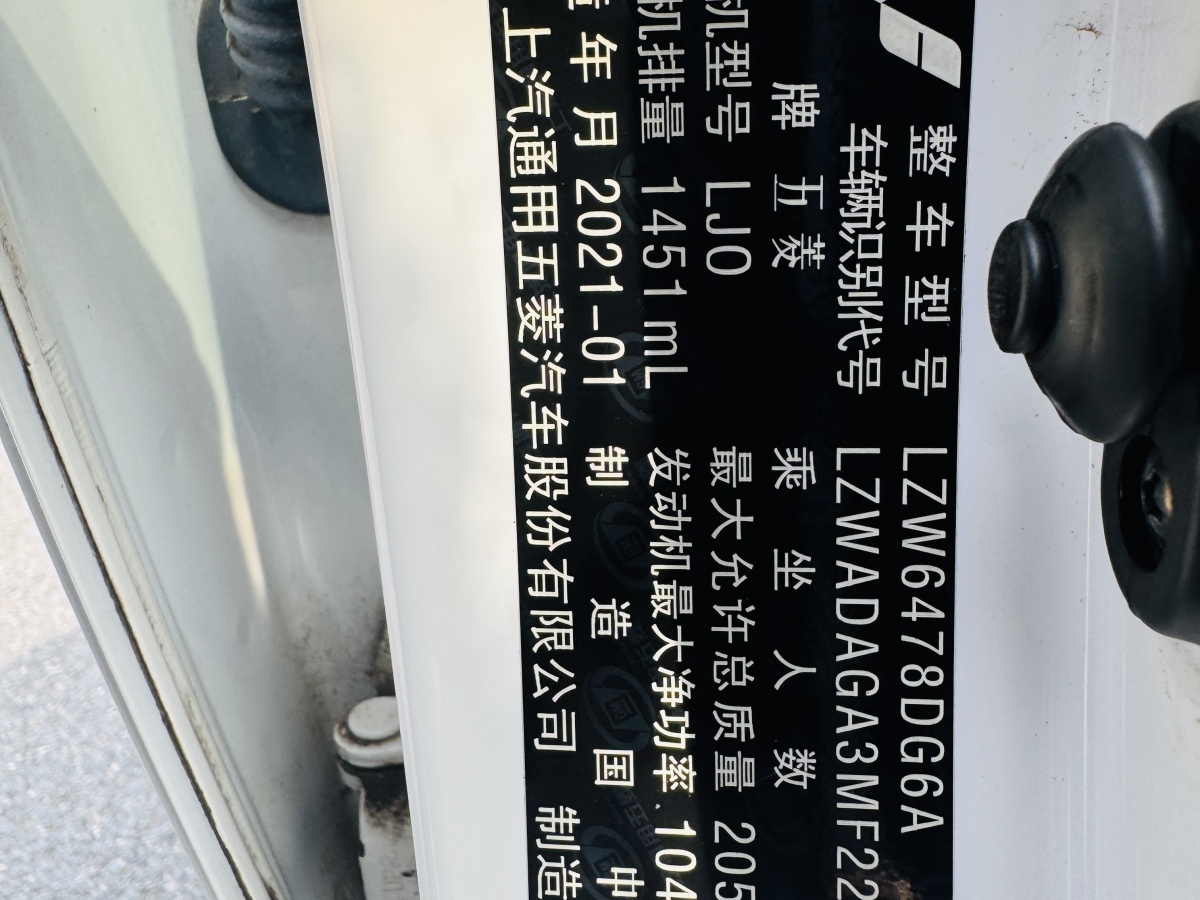 整车型号 LZW6478DG6A
车辆识别代号 LZWADAGA3MF22
牌 五菱 乘坐人数
机型号 LJO 最大允许总质量 205
机排量 1451mL 发动机最大净功率 104
年月 2021-01 制造国 中
上汽通用五菱汽车股份有限公司 制造